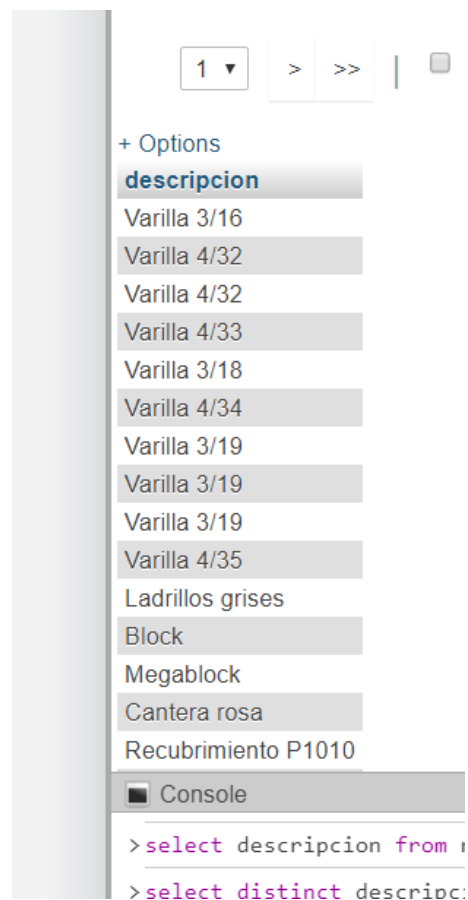 1 > >> |
+ Options
descripcion
Varilla 3/16
Varilla 4/32
Varilla 4/32
Varilla 4/33
Varilla 3/18
Varilla 4/34
Varilla 3/19
Varilla 3/19
Varilla 3/19
Varilla 4/35
Ladrillos grises
Block
Megablock
Cantera rosa
Recubrimiento P1010
Console
>select descripcion from
>select distinct